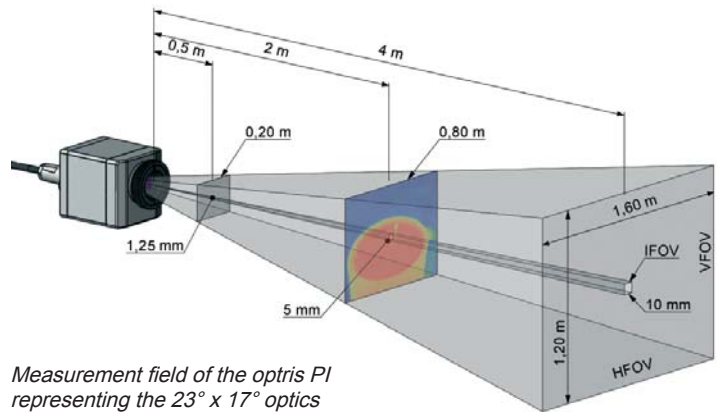 4 m
2 m
0,5 m
0,20 m
0,80 m
1,60 m
1,25 mm
IFOV
VFOV
5 mm
10 mm
1,20 m
HFOV
Measurement field of the optris PI
representing the 23° x 17° optics